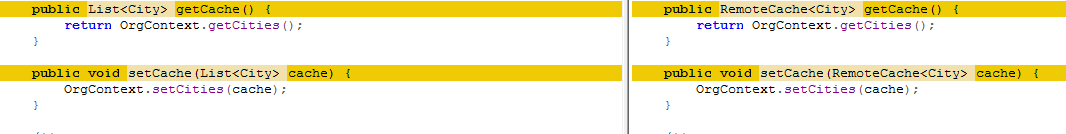 public List<City> getCache() {
return OrgContext.getCities();
}
public void setCache(List<City> cache) {
OrgContext.setCities(cache);
}
public RemoteCache<City> getCache() {
return OrgContext.getCities();
}
public void setCache(RemoteCache<City> cache) {
OrgContext.setCities(cache);
}